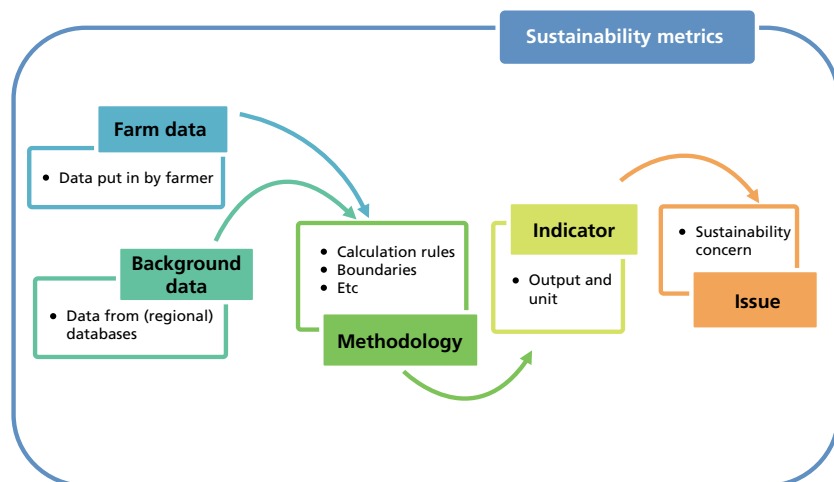 Sustainability metrics
Farm data
• Data put in by farmer
Background
data
• Data from (regional)
databases
• Calculation rules
• Boundaries
• Etc
Methodology
Indicator
• Output and
unit
• Sustainability
concern
Issue